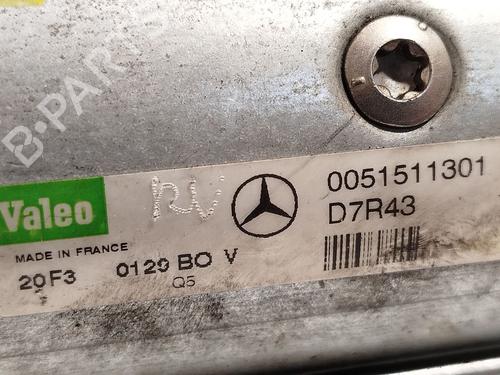 B-PARTS
Valeo
0051511301
D7R43
MADE IN FRANCE
20F3 0129 BO V
Q5